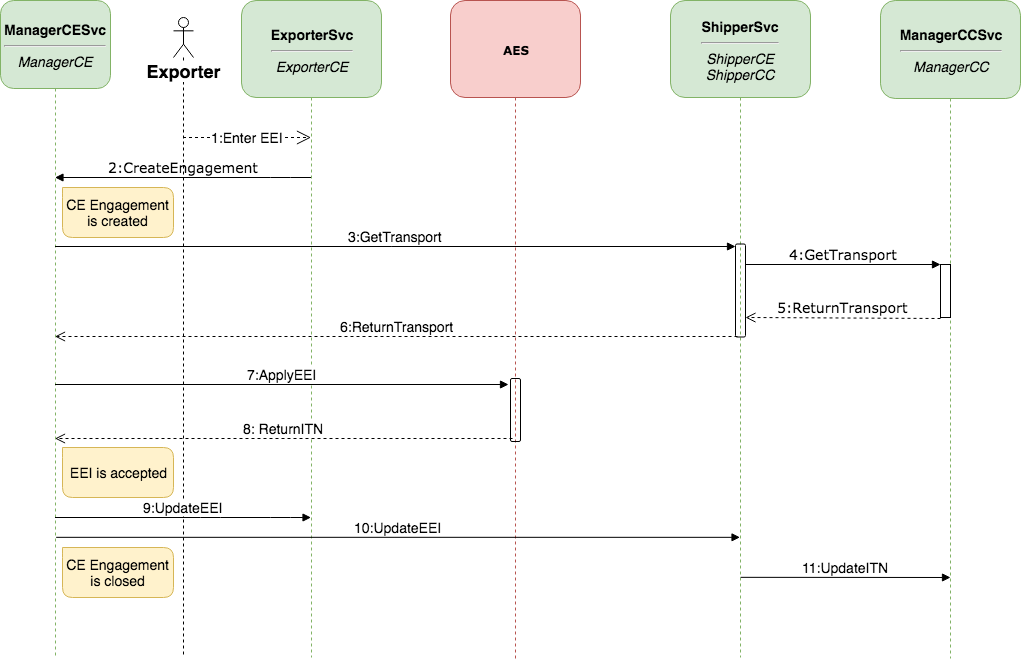 ManagerCESvc
ManagerCE
Exporter
ExporterSvc
ExporterCE
AES
ShipperSvc
ShipperCE
ShipperCC
ManagerCCSvc
ManagerCC
1:Enter EEI
2:CreateEngagement
CE Engagement
is created
3:GetTransport
4:GetTransport
5:ReturnTransport
6:ReturnTransport
7:ApplyEEI
8: ReturnITN
EEI is accepted
9:UpdateEEI
10:UpdateEEI
CE Engagement
is closed
11:UpdateITN